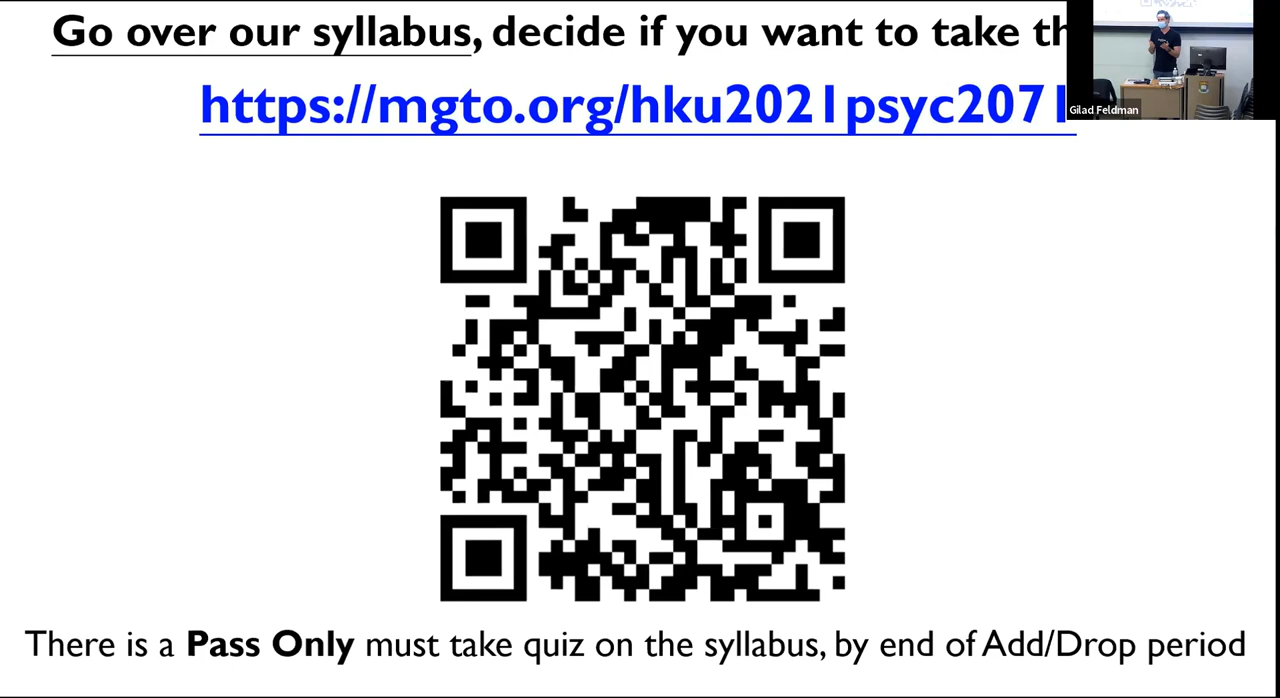 Go over our syllabus, decide if you want to take
https://mgto.org/hku2021psyc2071
Gilad Feldman
There is a Pass Only must take quiz on the syllabus, by end of Add/Drop period